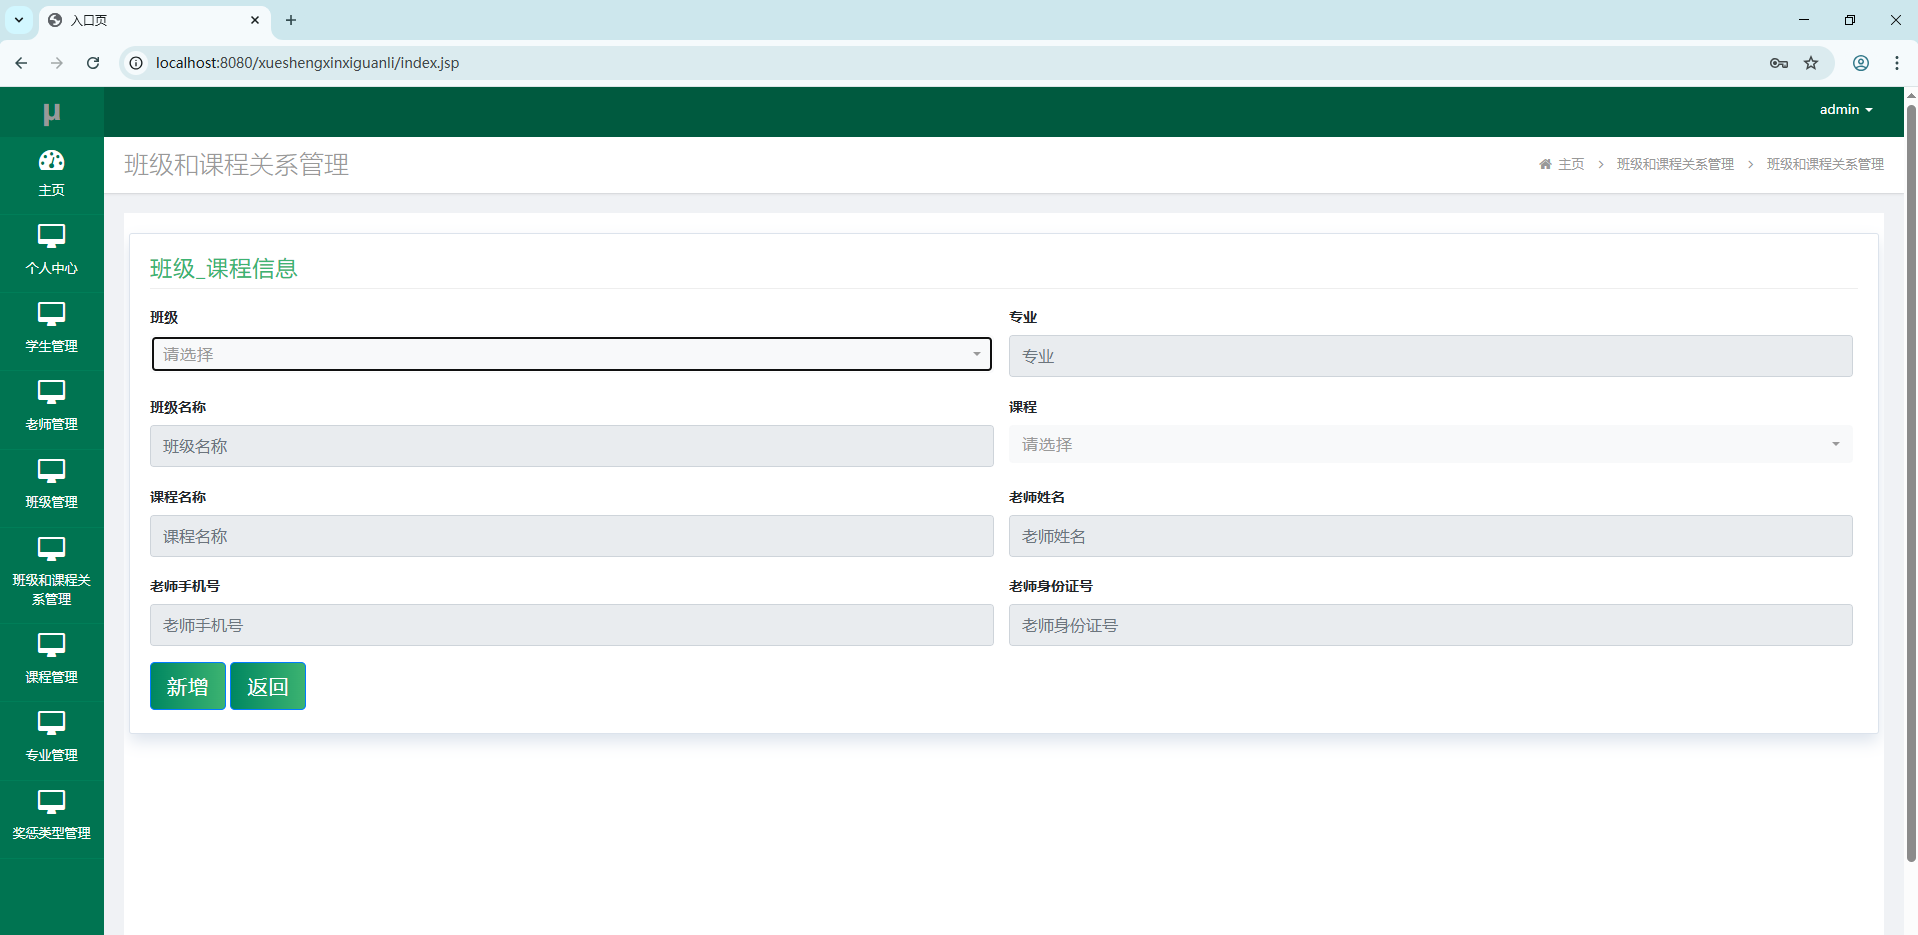 入口页
localhost:8080/xueshengxinxiguanli/index.jsp
μ
admin
主页
个人中心
学生管理
老师管理
班级管理
班级和课程关
系管理
课程管理
专业管理
奖惩类型管理
班级和课程关系管理
主页 > 班级和课程关系管理 > 班级和课程关系管理
班级_课程信息
班级
请选择
专业
专业
班级名称
班级名称
课程
请选择
课程名称
课程名称
老师姓名
老师姓名
老师手机号
老师手机号
老师身份证号
老师身份证号
新增 返回